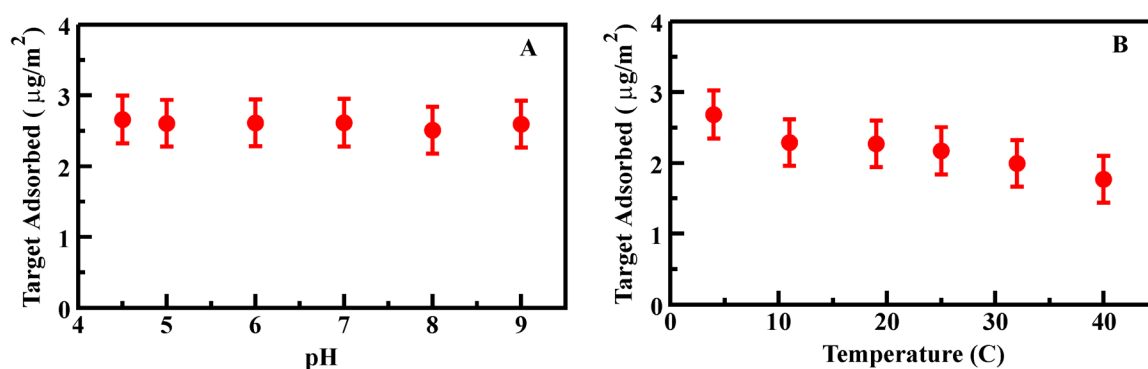 A
Target Adsorbed ( μg/m²)
4
3
2
1
0
4 5 6 7 8 9
pH
B
Target Adsorbed ( μg/m²)
4
3
2
1
0
0 10 20 30 40
Temperature (C)